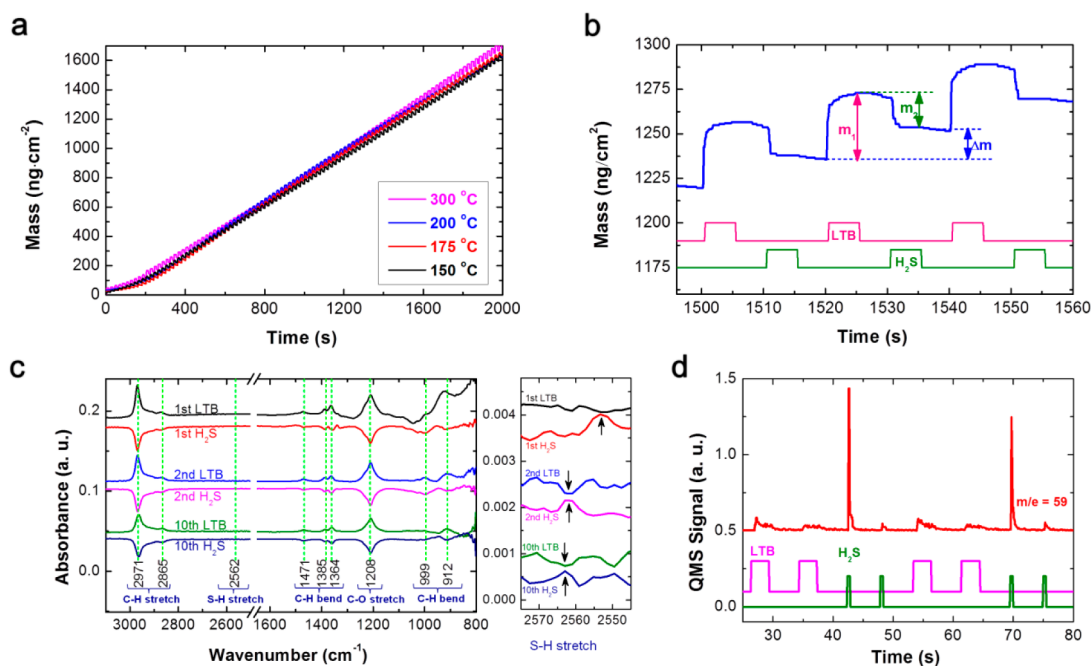 a
Mass (ng·cm⁻²)
1600
1400
1200
1000
800
600
400
200
0
300 °C
200 °C
175 °C
150 °C
0 400 800 1200 1600 2000
Time (s)
b
Mass (ng/cm²)
1300
1275
1250
1225
1200
1175
m₁
m₂
Δm
LTB
H₂S
1500 1510 1520 1530 1540 1550 1560
Time (s)
c
Absorbance (a. u.)
0.2
0.1
0.0
1st LTB
1st H₂S
2nd LTB
2nd H₂S
10th LTB
10th H₂S
2971 2865 2562 1471 1385 1364 1208 999 912
C-H stretch S-H stretch C-H bend C-O stretch C-H bend
3000 2800 2600 1600 1400 1200 1000 800
Wavenumber (cm⁻¹)
0.004
0.003
0.002
0.001
0.000
1st LTB
1st H₂S
2nd LTB
2nd H₂S
10th LTB
10th H₂S
2570 2560 2550
S-H stretch
d
QMS Signal (a. u.)
1.5
1.0
0.5
0.0
m/e = 59
LTB
H₂S
30 40 50 60 70 80
Time (s)